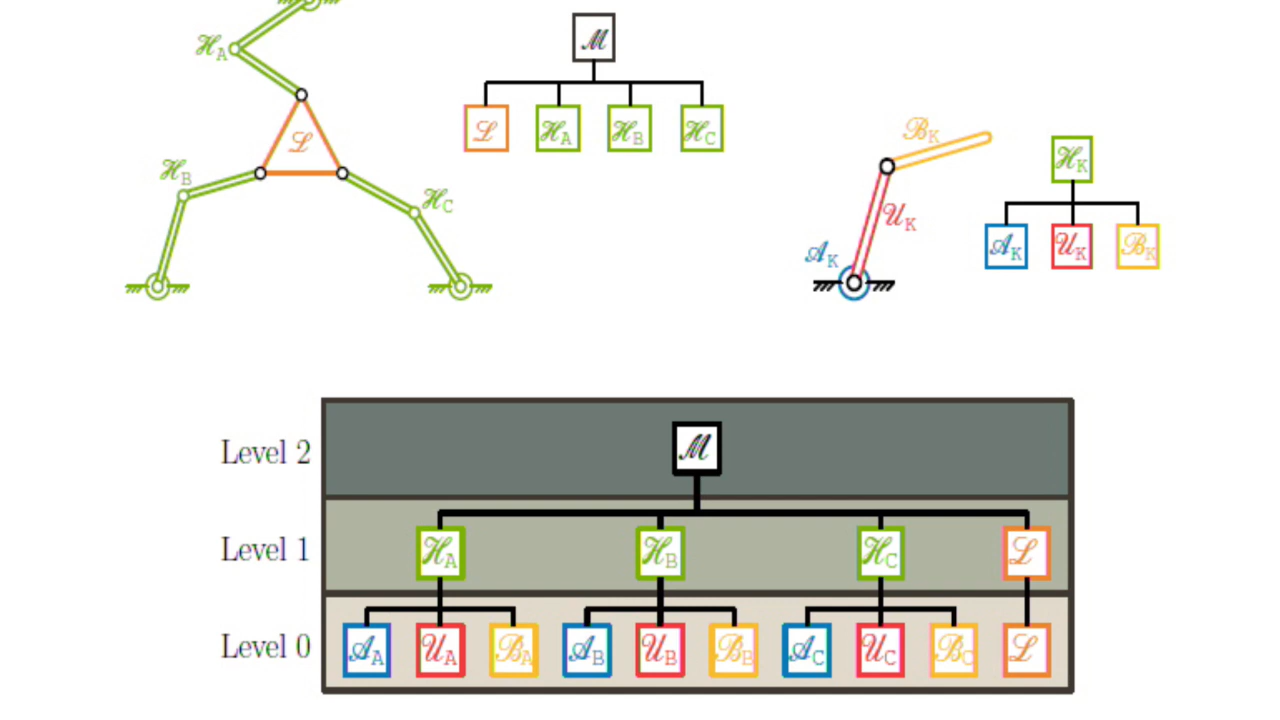 ℋA
ℳ
ℒ ℋA ℋB ℋC
ℒ
ℋB
ℋC
ℬK
ℋK
𝒰K
𝒜K
𝒜K 𝒰K ℬK
Level 2 ℳ
Level 1 ℋA ℋB ℋC ℒ
Level 0 𝒜A 𝒰A ℬA 𝒜B 𝒰B ℬB 𝒜C 𝒰C ℬC ℒ